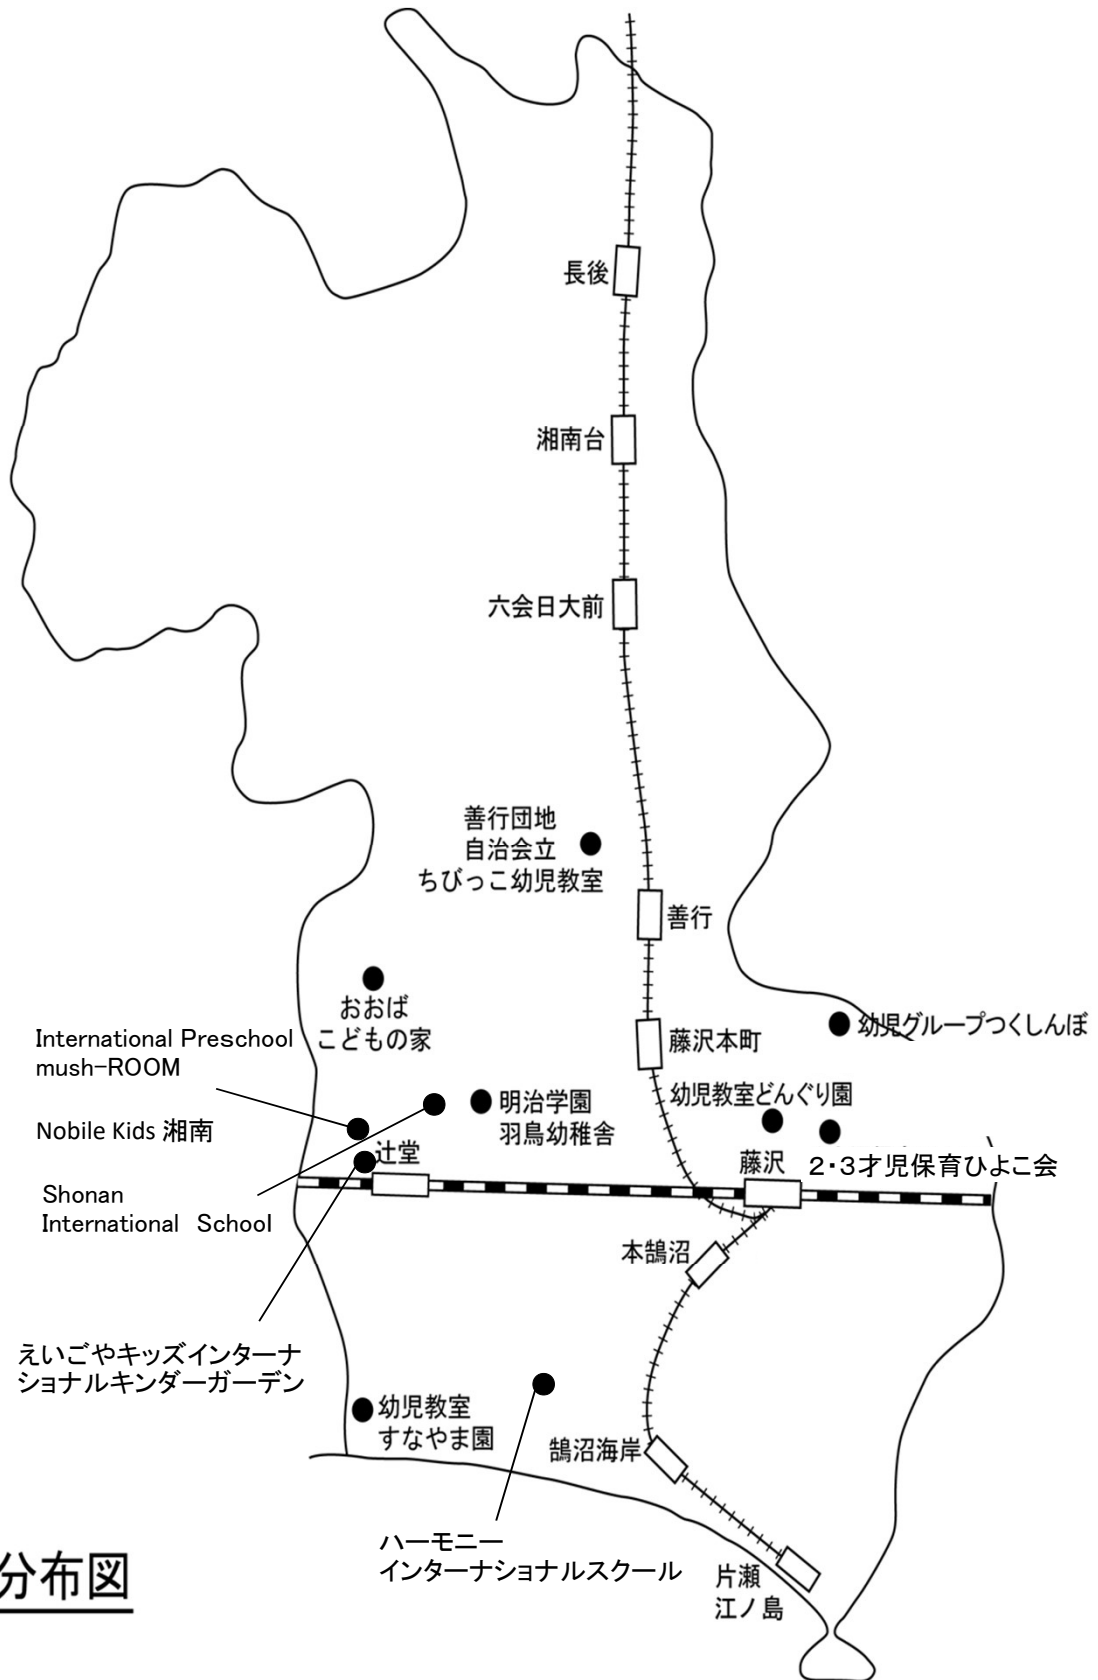 長後
湘南台
六会日大前
善行団地
自治会立
ちびっこ幼児教室
善行
おおば
こどもの家
International Preschool
mush-ROOM
幼児グループつくしんぼ
藤沢本町
幼児教室どんぐり園
明治学園
羽鳥幼稚舎
Nobile Kids 湘南
辻堂
藤沢
2・3才児保育ひよこ会
Shonan
International School
本鵠沼
えいごやキッズインターナ
ショナルキンダーガーデン
幼児教室
すなやま園
鵠沼海岸
ハーモニー
インターナショナルスクール
片瀬
江ノ島
分布図